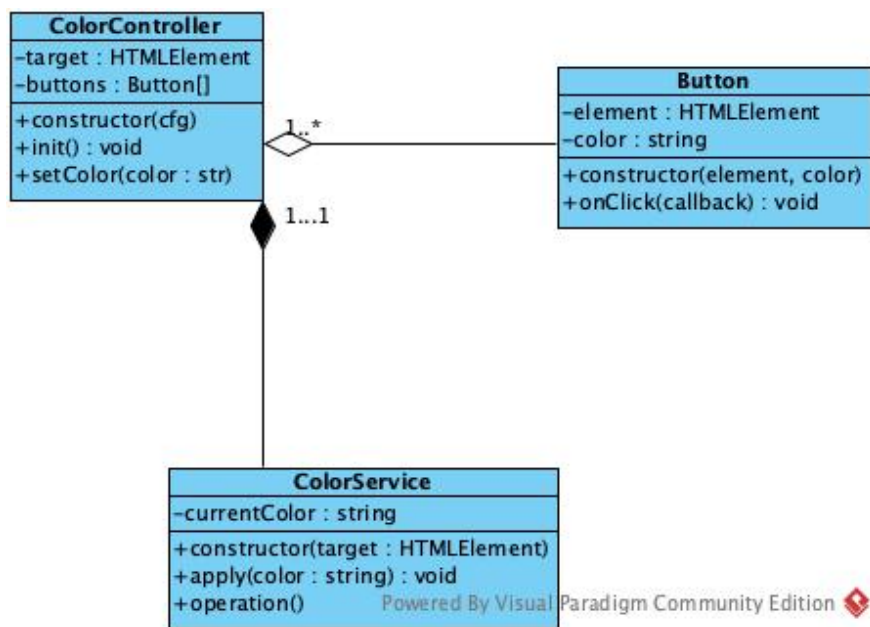 ColorController
-target : HTMLElement
-buttons : Button[]
+constructor(cfg)
+init() : void
+setColor(color : str)
1..*
1...1
Button
-element : HTMLElement
-color : string
+constructor(element, color)
+onClick(callback) : void
ColorService
-currentColor : string
+constructor(target : HTMLElement)
+apply(color : string) : void
+operation()
Powered By Visual Paradigm Community Edition